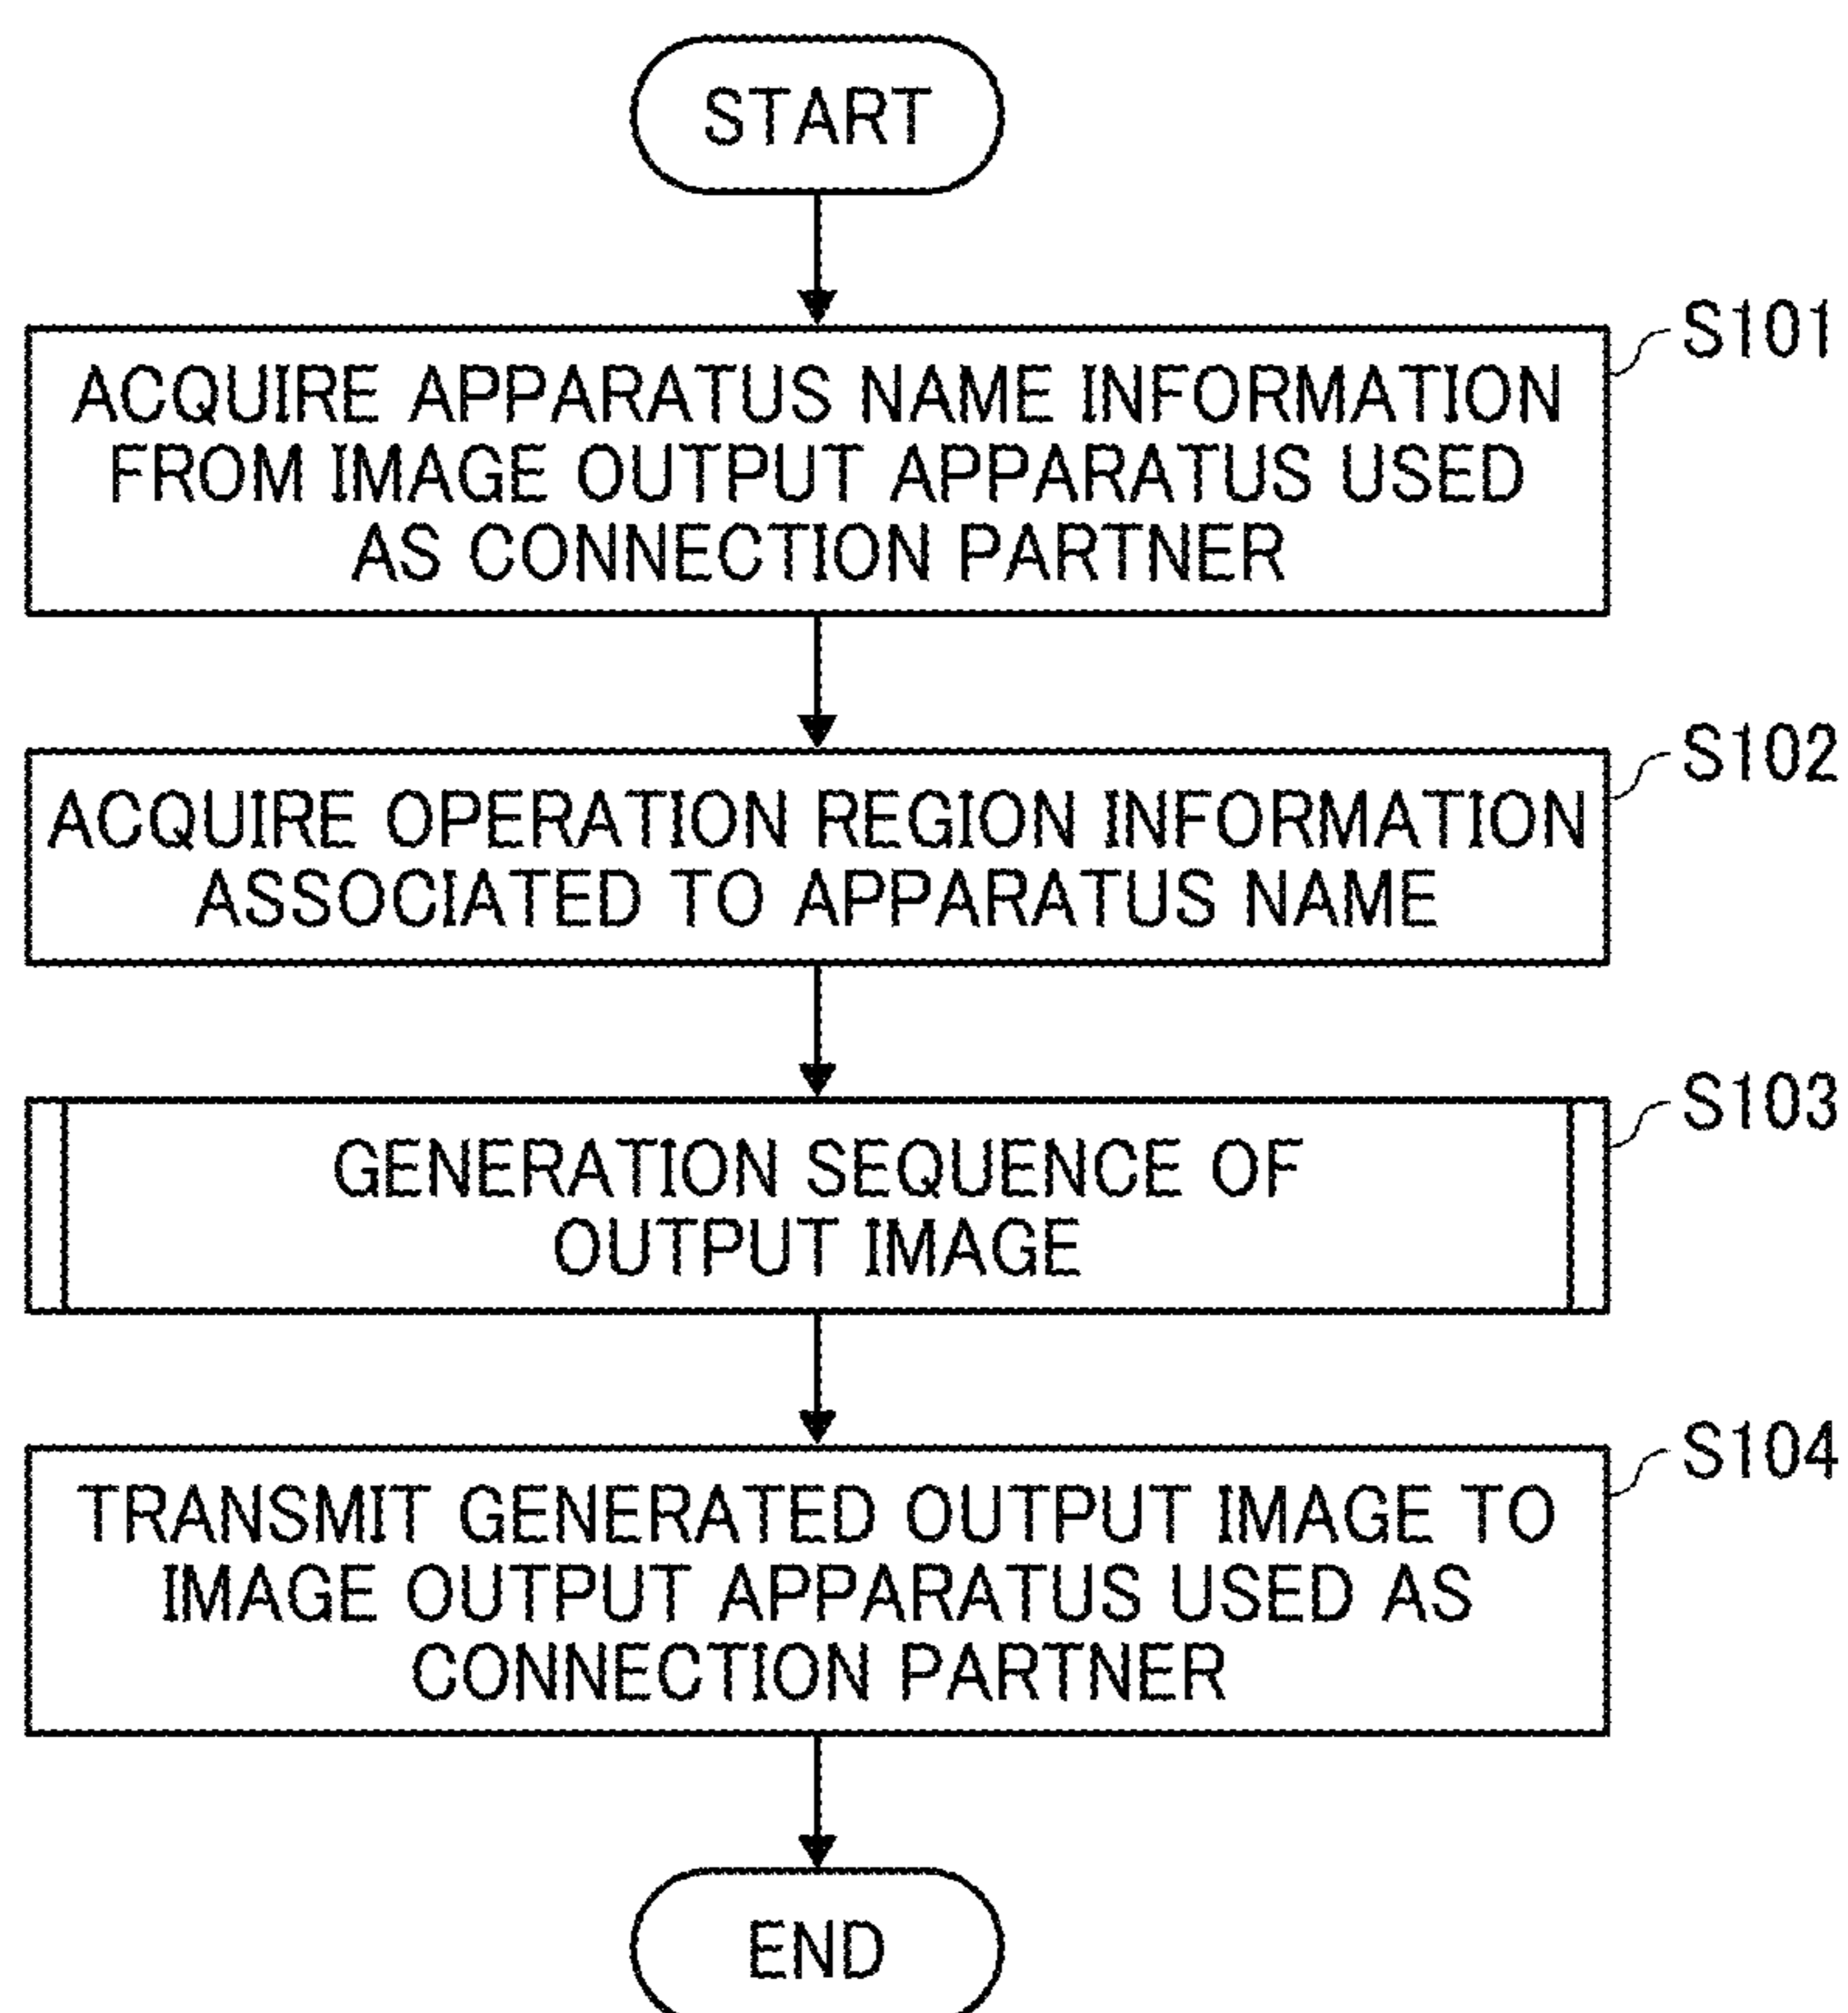 START
S101
ACQUIRE APPARATUS NAME INFORMATION
FROM IMAGE OUTPUT APPARATUS USED
AS CONNECTION PARTNER
S102
ACQUIRE OPERATION REGION INFORMATION
ASSOCIATED TO APPARATUS NAME
S103
GENERATION SEQUENCE OF
OUTPUT IMAGE
S104
TRANSMIT GENERATED OUTPUT IMAGE TO
IMAGE OUTPUT APPARATUS USED AS
CONNECTION PARTNER
END